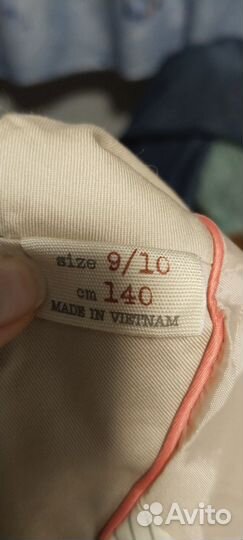 size 9/10
cm 140
MADE IN VIETNAM
Avito